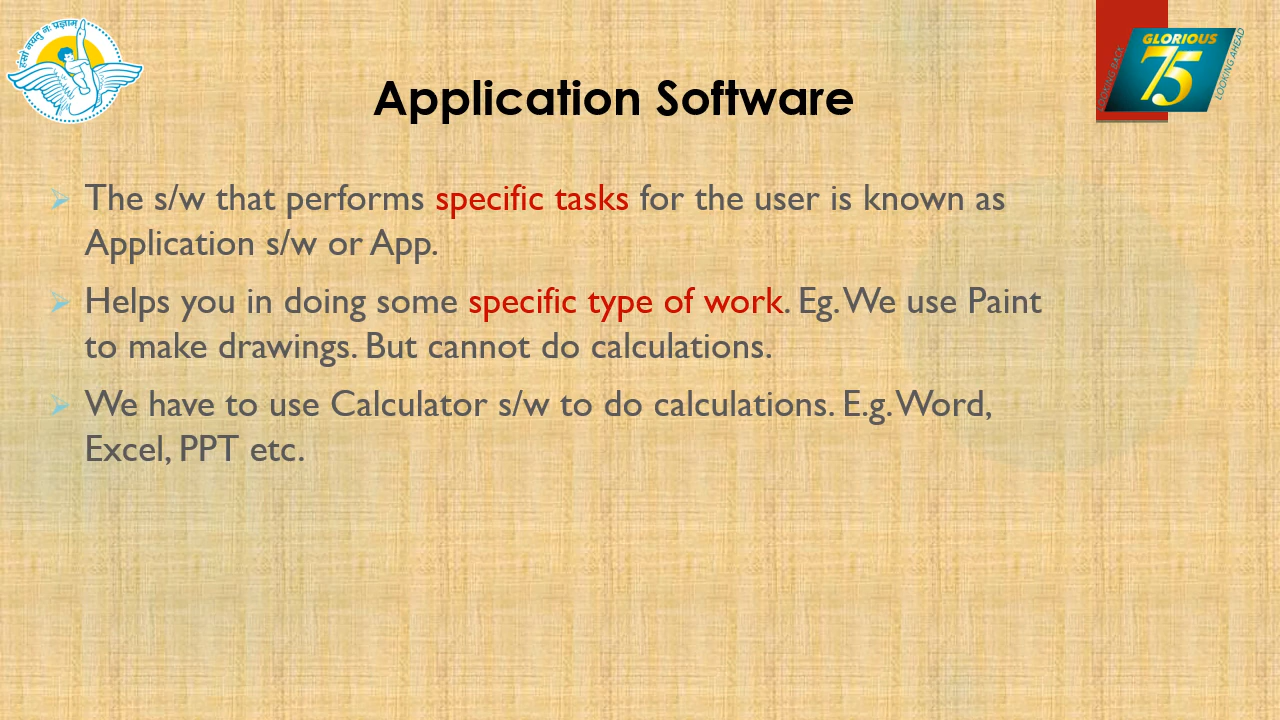 हंसो नयतु नः प्रज्ञाम्
GLORIOUS
75
LOOKING BACK
LOOKING AHEAD
Application Software
The s/w that performs specific tasks for the user is known as
Application s/w or App.
Helps you in doing some specific type of work. Eg. We use Paint
to make drawings. But cannot do calculations.
We have to use Calculator s/w to do calculations. E.g. Word,
Excel, PPT etc.